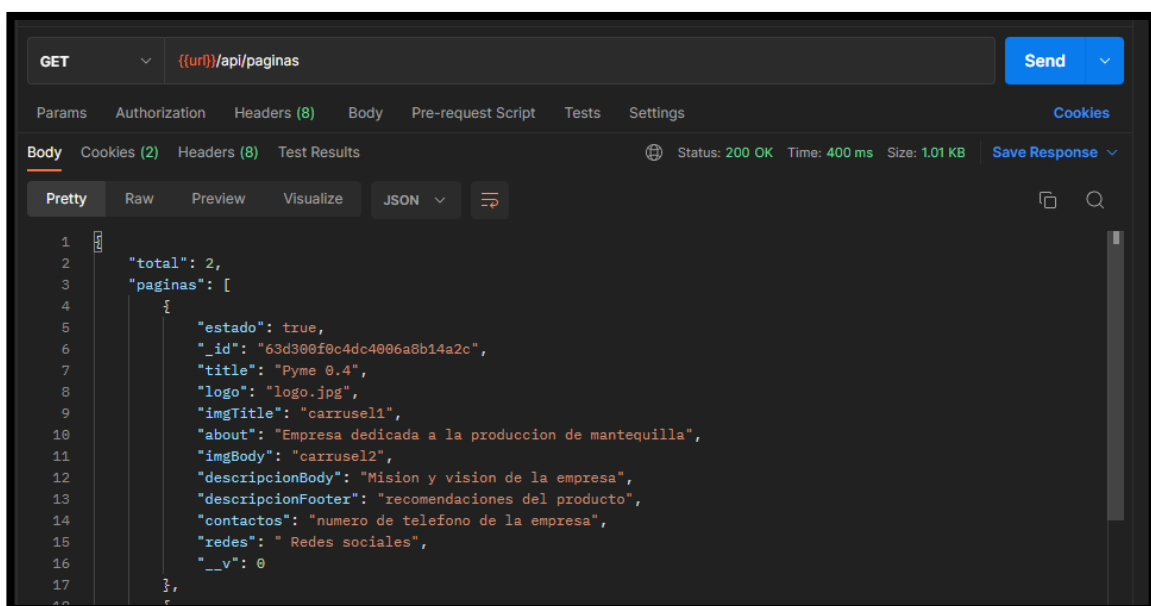 GET {{url}}/api/paginas Send
Params Authorization Headers (8) Body Pre-request Script Tests Settings Cookies
Body Cookies (2) Headers (8) Test Results Status: 200 OK Time: 400 ms Size: 1.01 KB Save Response
Pretty Raw Preview Visualize JSON
1 {
2 "total": 2,
3 "paginas": [
4 {
5 "estado": true,
6 "_id": "63d300f0c4dc4006a8b14a2c",
7 "title": "Pyme 0.4",
8 "logo": "logo.jpg",
9 "imgTitle": "carrusel1",
10 "about": "Empresa dedicada a la produccion de mantequilla",
11 "imgBody": "carrusel2",
12 "descripcionBody": "Mision y vision de la empresa",
13 "descripcionFooter": "recomendaciones del producto",
14 "contactos": "numero de telefono de la empresa",
15 "redes": " Redes sociales",
16 "__v": 0
17 },